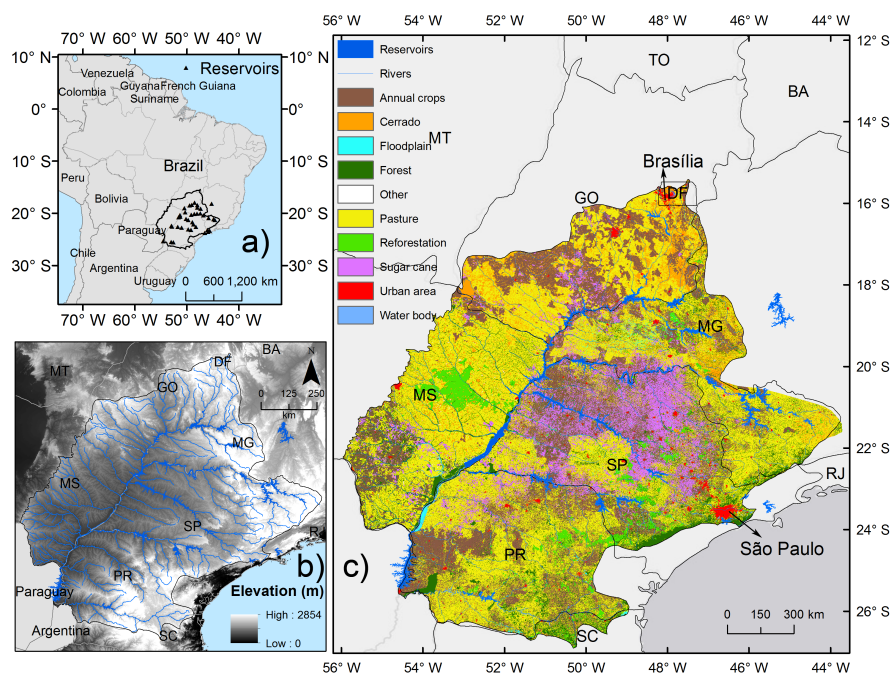 70° W 60° W 50° W 40° W
10° N
0°
10° S
20° S
30° S
10° N
0°
10° S
20° S
30° S
Reservoirs
Venezuela
Colombia
Guyana
French Guiana
Suriname
Brazil
Peru
Bolivia
Paraguay
Chile
Argentina
Uruguay
a)
0 600 1,200 km
70° W 60° W 50° W 40° W
MT
GO
DF
BA
N
0 125 250
km
MG
MS
SP
PR
R
Paraguay
Argentina
SC
b)
Elevation (m)
High : 2854
Low : 0
c)
56° W 54° W 52° W 50° W 48° W 46° W 44° W
Reservoirs
Rivers
Annual crops
Cerrado
Floodplain
Forest
Other
Pasture
Reforestation
Sugar cane
Urban area
Water body
TO
BA
MT
Brasília
GO
DF
MG
MS
SP
RJ
São Paulo
PR
SC
0 150 300 km
12° S
14° S
16° S
18° S
20° S
22° S
24° S
26° S
56° W 54° W 52° W 50° W 48° W 46° W 44° W